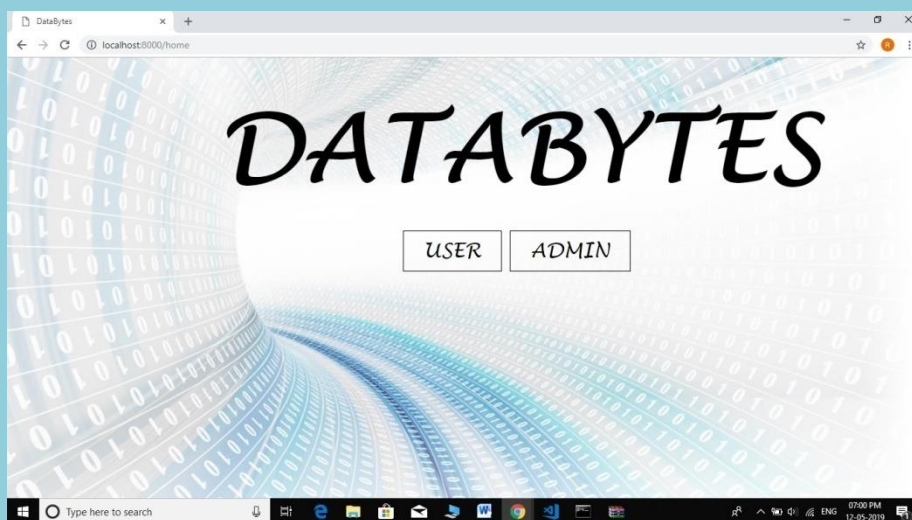 DataBytes
localhost:8000/home
R
DATABYTES
USER ADMIN
Type here to search
ENG
07:00 PM
12-05-2019